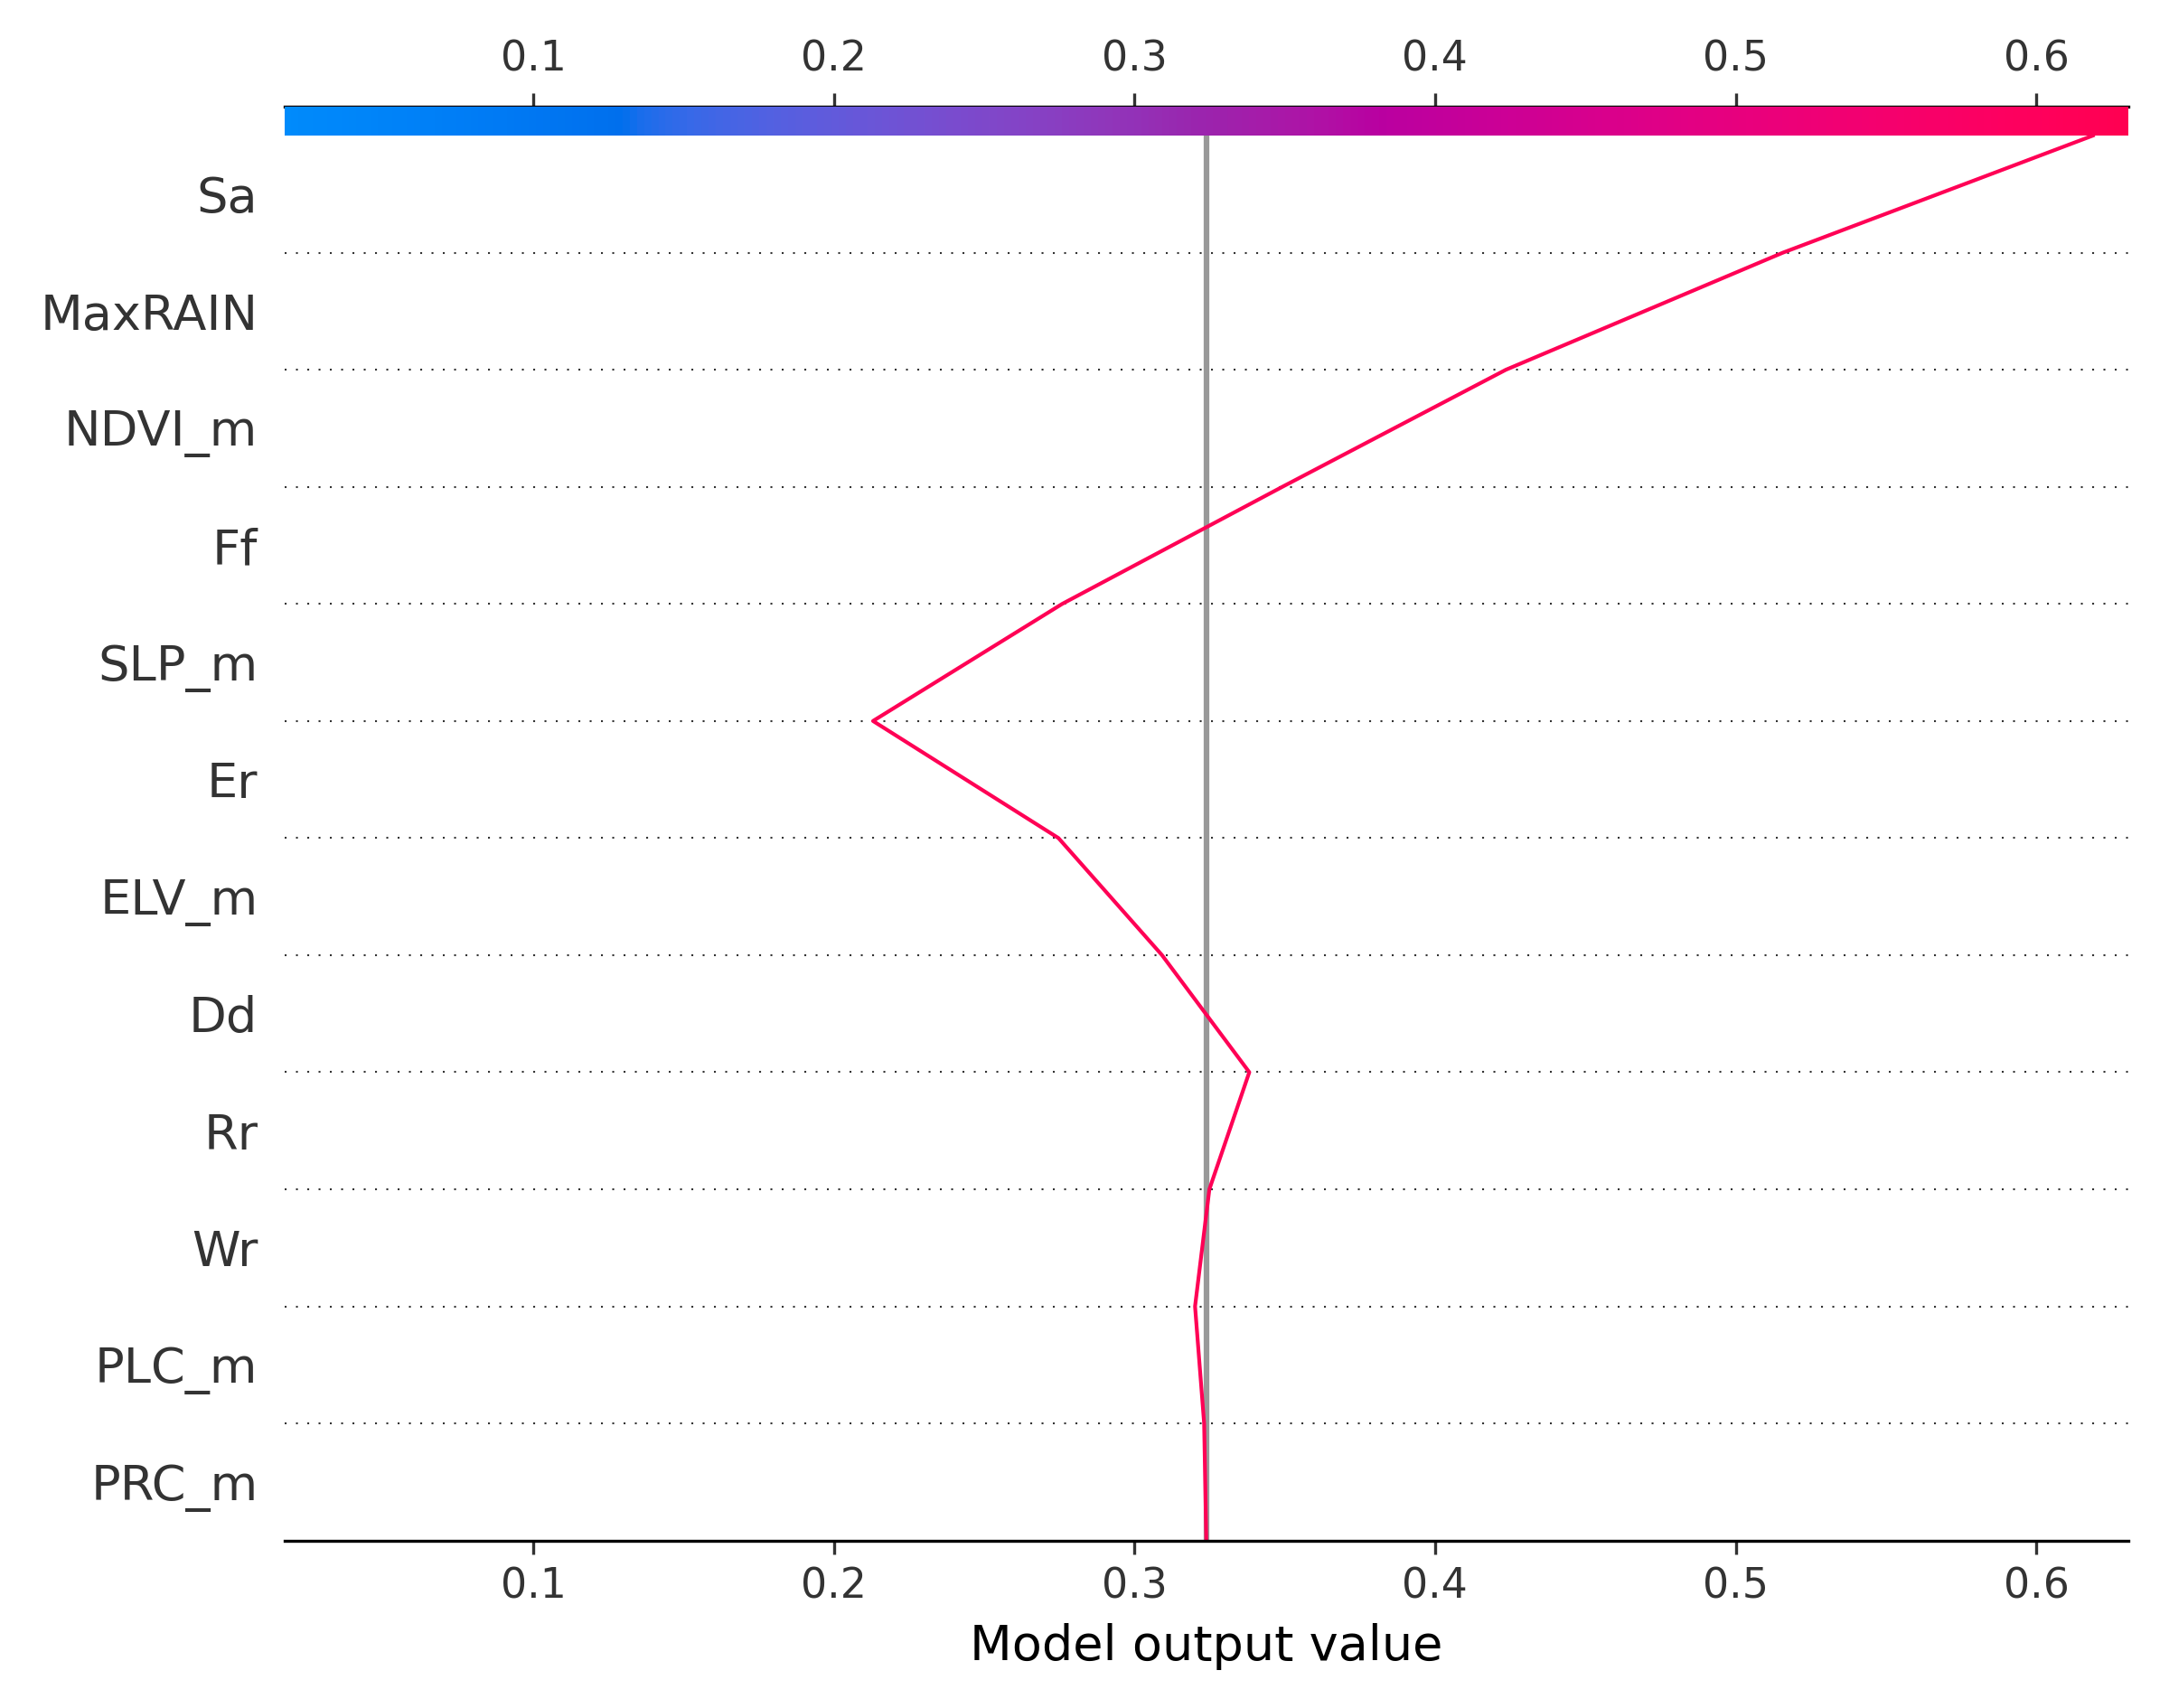 0.1 0.2 0.3 0.4 0.5 0.6
Sa
MaxRAIN
NDVI_m
Ff
SLP_m
Er
ELV_m
Dd
Rr
Wr
PLC_m
PRC_m
0.1 0.2 0.3 0.4 0.5 0.6
Model output value